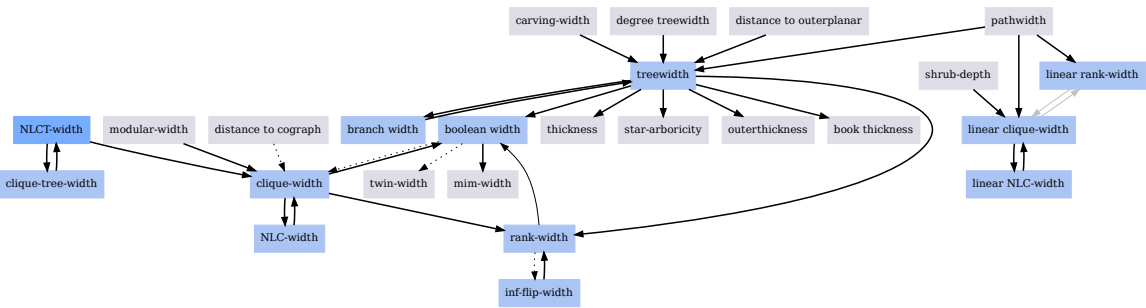 carving-width
degree treewidth
distance to outerplanar
pathwidth
treewidth
shrub-depth
linear rank-width
NLCT-width
modular-width
distance to cograph
branch width
boolean width
thickness
star-arboricity
outerthickness
book thickness
linear clique-width
clique-tree-width
clique-width
twin-width
mim-width
linear NLC-width
NLC-width
rank-width
inf-flip-width